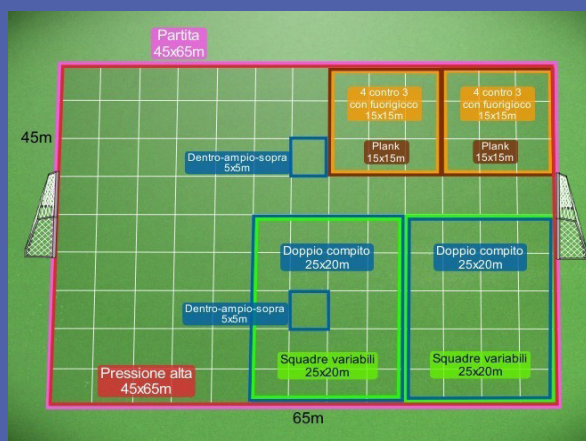 Partita
45x65m
4 contro 3
con fuorigioco
15x15m
4 contro 3
con fuorigioco
15x15m
45m
Plank
15x15m
Plank
15x15m
Dentro-ampio-sopra
5x5m
Doppio compito
25x20m
Doppio compito
25x20m
Dentro-ampio-sopra
5x5m
Squadre variabili
25x20m
Squadre variabili
25x20m
Pressione alta
45x65m
65m